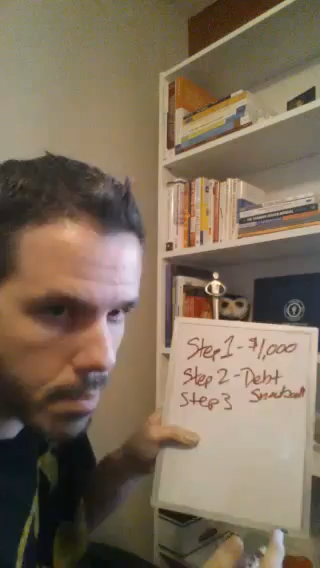 Step 1 - $1,000
Step 2 - Debt
Step 3 Snowball